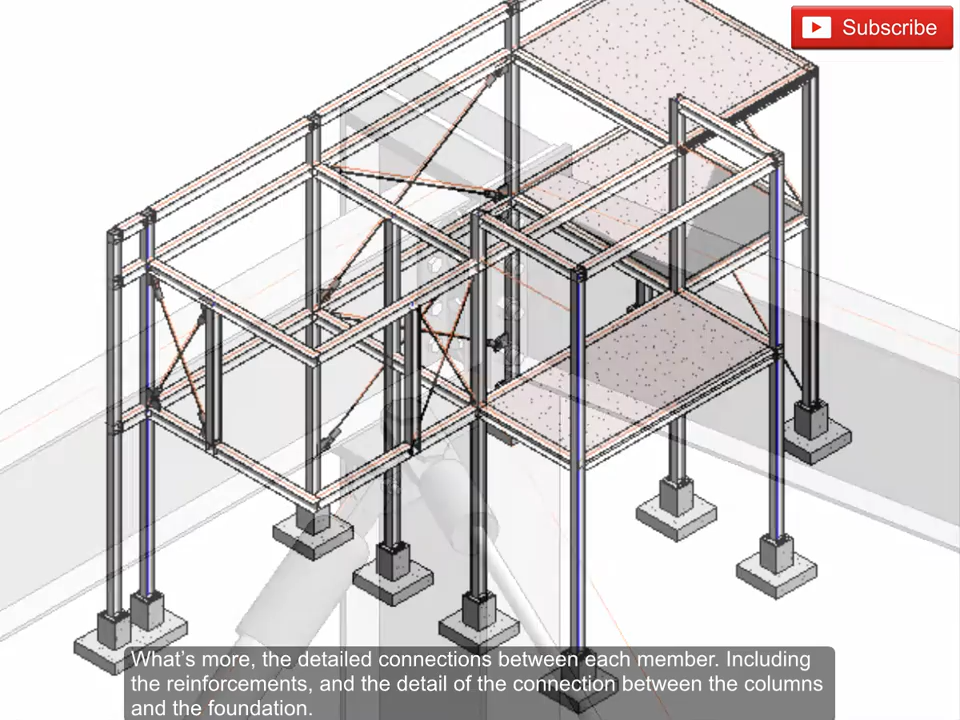 Subscribe
What’s more, the detailed connections between each member. Including
the reinforcements, and the detail of the connection between the columns
and the foundation.